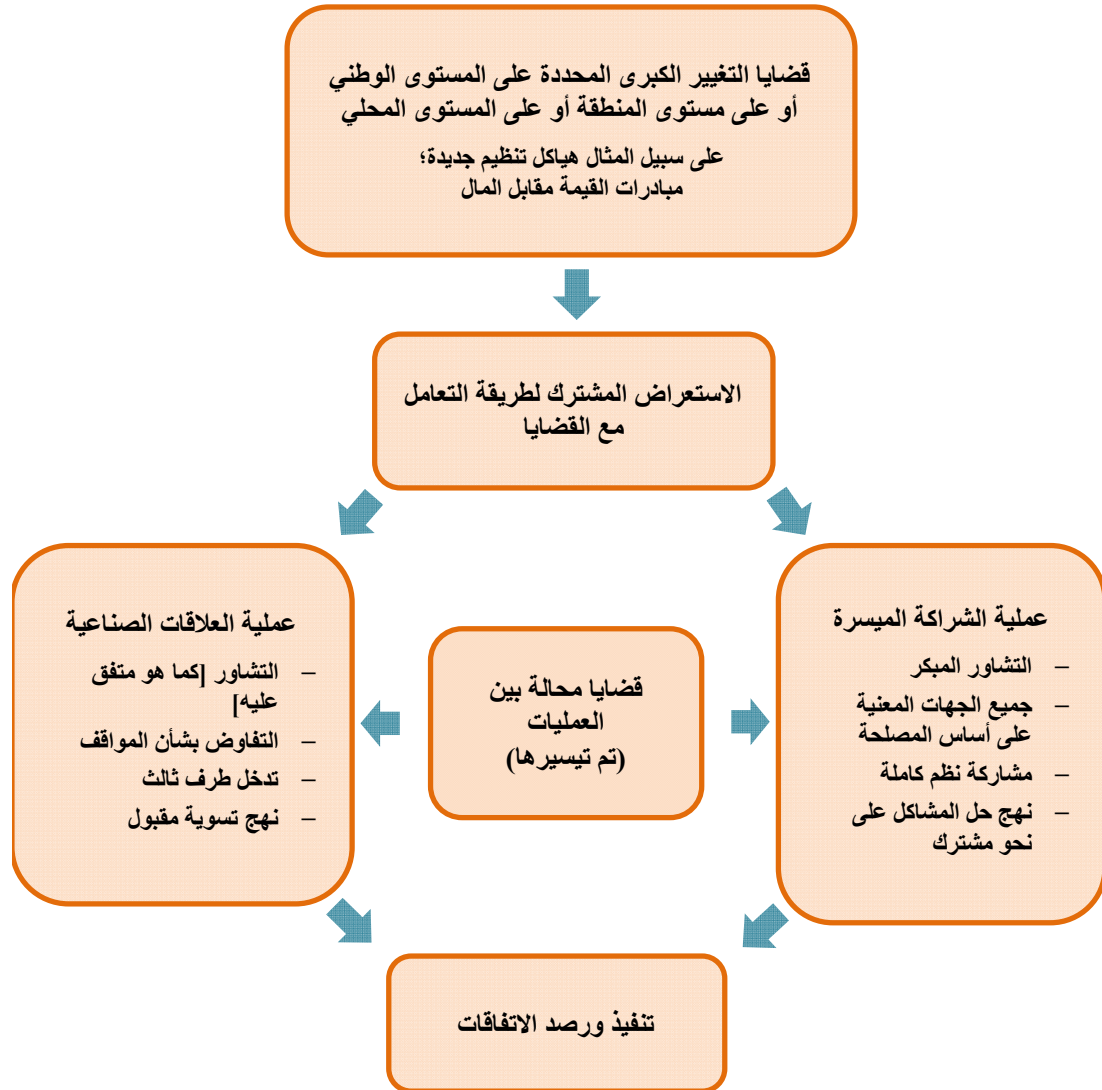 قضايا التغيير الكبرى المحددة على المستوى الوطني
أو على مستوى المنطقة أو على المستوى المحلي
على سبيل المثال هياكل تنظيم جديدة؛
مبادرات القيمة مقابل المال
الاستعراض المشترك لطريقة التعامل
مع القضايا
عملية الشراكة الميسرة
– التشاور المبكر
– جميع الجهات المعنية
على أساس المصلحة
– مشاركة نظم كاملة
– نهج حل المشاكل على
نحو مشترك
قضايا محالة بين
العمليات
(تم تيسيرها)
عملية العلاقات الصناعية
– التشاور [كما هو متفق
عليه]
– التفاوض بشأن المواقف
– تدخل طرف ثالث
– نهج تسوية مقبول
تنفيذ ورصد الاتفاقات